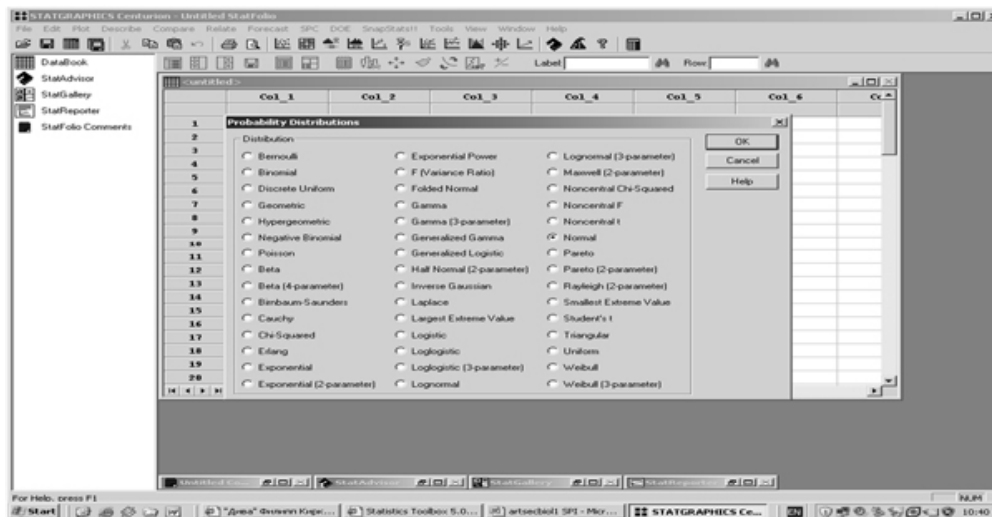 STATGRAPHICS Centurion - Untitled StatFolio
File Edit Plot Describe Compare Relate Forecast SPC DOE SnapStats!! Tools View Window Help
Label Row
DataBook
StatAdvisor
StatGallery
StatReporter
StatFolio Comments
<untitled>
Col_1 Col_2 Col_3 Col_4 Col_5 Col_6
1
2
3
4
5
6
7
8
9
10
11
12
13
14
15
16
17
18
19
20
Probability Distributions
Distribution
Bernoulli
Binomial
Discrete Uniform
Geometric
Hypergeometric
Negative Binomial
Poisson
Beta
Beta (4-parameter)
Birnbaum-Saunders
Cauchy
Chi-Squared
Erlang
Exponential
Exponential (2-parameter)
Exponential Power
F (Variance Ratio)
Folded Normal
Gamma
Gamma (3-parameter)
Generalized Gamma
Generalized Logistic
Half Normal (2-parameter)
Inverse Gaussian
Laplace
Largest Extreme Value
Logistic
Loglogistic
Loglogistic (3-parameter)
Lognormal
Lognormal (3-parameter)
Maxwell (2-parameter)
Noncentral Chi-Squared
Noncentral F
Noncentral t
Normal
Pareto
Pareto (2-parameter)
Rayleigh (2-parameter)
Smallest Extreme Value
Student's t
Triangular
Uniform
Weibull
Weibull (3-parameter)
OK
Cancel
Help
Untitled Co... StatAdvisor StatGallery StatReporter
For Help, press F1 NUM
Start "Дива" Филипп Кирк... Statistics Toolbox 5.0... artsecbiol1 SPI - Micr... STATGRAPHICS Ce... EN 10:40